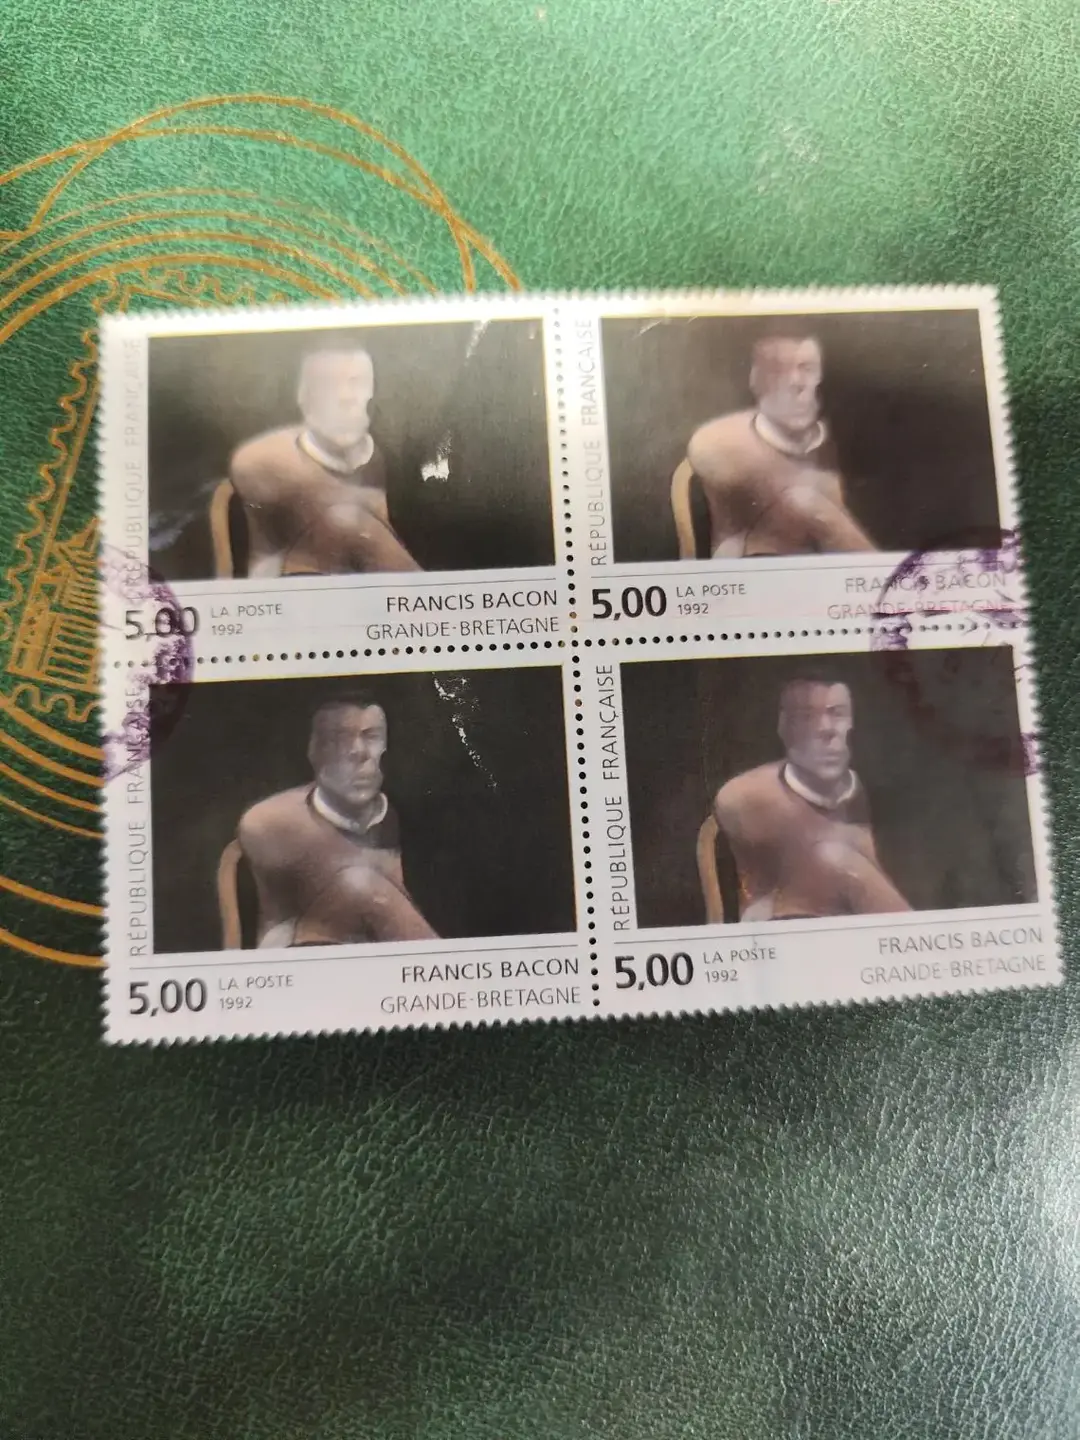 RÉPUBLIQUE FRANÇAISE
5,00 LA POSTE
1992
FRANCIS BACON
GRANDE-BRETAGNE
RÉPUBLIQUE FRANÇAISE
5,00 LA POSTE
1992
FRANCIS BACON
GRANDE-BRETAGNE
RÉPUBLIQUE FRANÇAISE
5,00 LA POSTE
1992
FRANCIS BACON
GRANDE-BRETAGNE
RÉPUBLIQUE FRANÇAISE
5,00 LA POSTE
1992
FRANCIS BACON
GRANDE-BRETAGNE